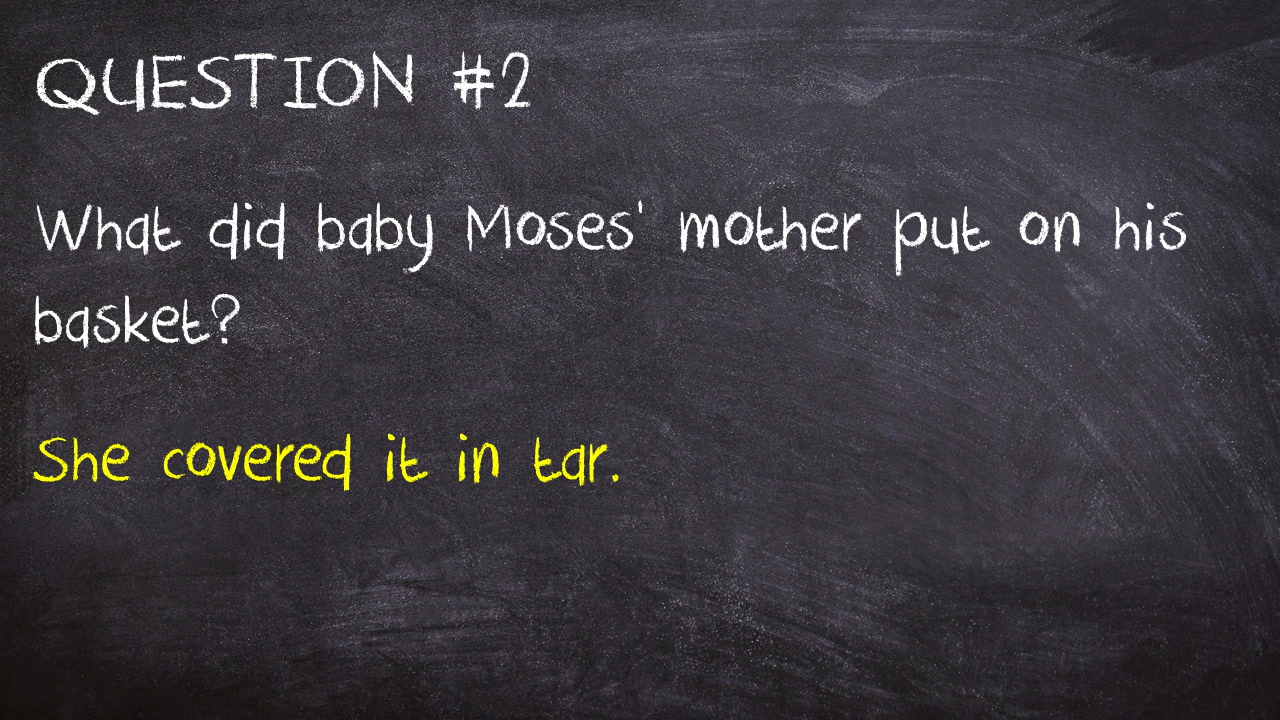 QUESTION #2
What did baby Moses' mother put on his
basket?
She covered it in tar.